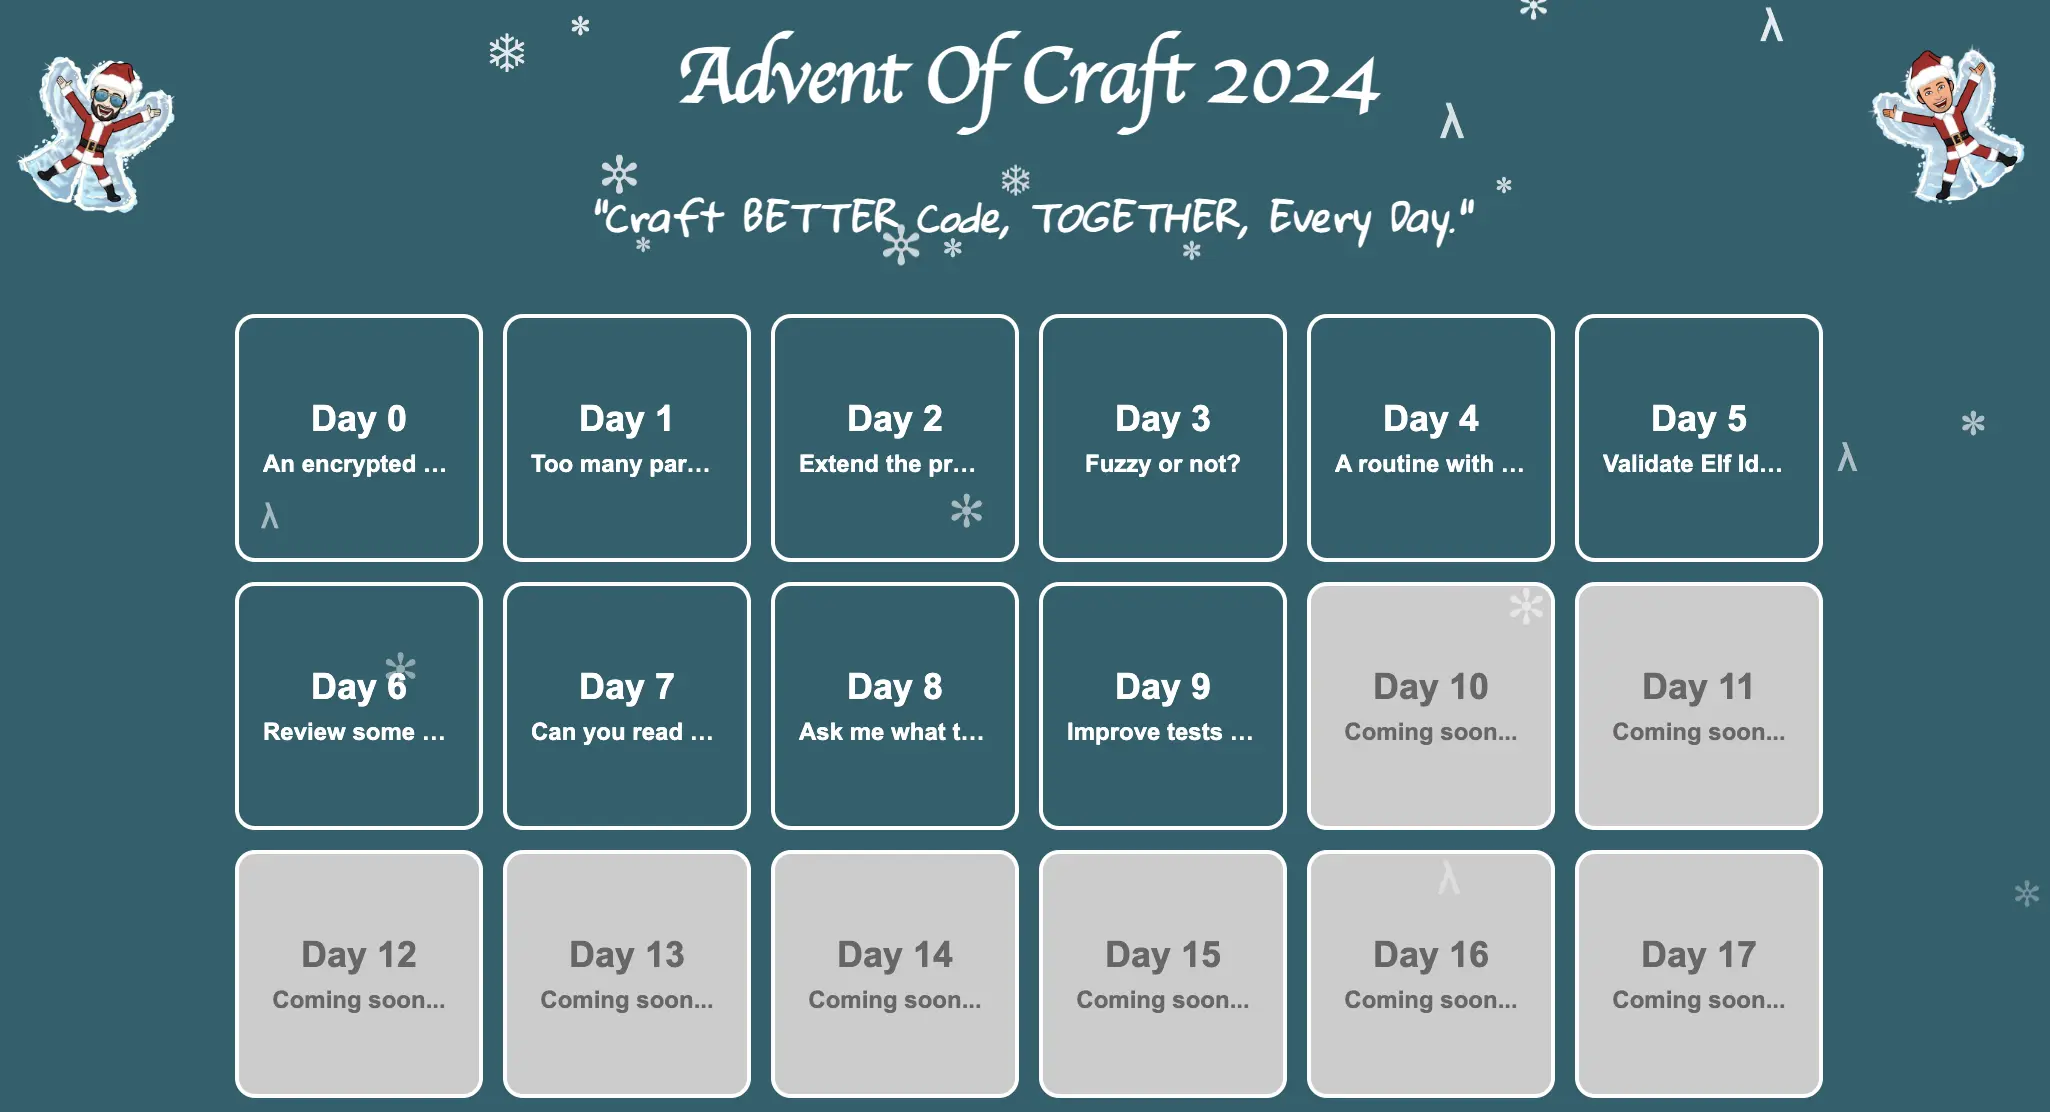 Advent Of Craft 2024
"Craft BETTER Code, TOGETHER, Every Day."
Day 0
An encrypted ...
Day 1
Too many par...
Day 2
Extend the pr...
Day 3
Fuzzy or not?
Day 4
A routine with ...
Day 5
Validate Elf Id...
Day 6
Review some ...
Day 7
Can you read ...
Day 8
Ask me what t...
Day 9
Improve tests ...
Day 10
Coming soon...
Day 11
Coming soon...
Day 12
Coming soon...
Day 13
Coming soon...
Day 14
Coming soon...
Day 15
Coming soon...
Day 16
Coming soon...
Day 17
Coming soon...